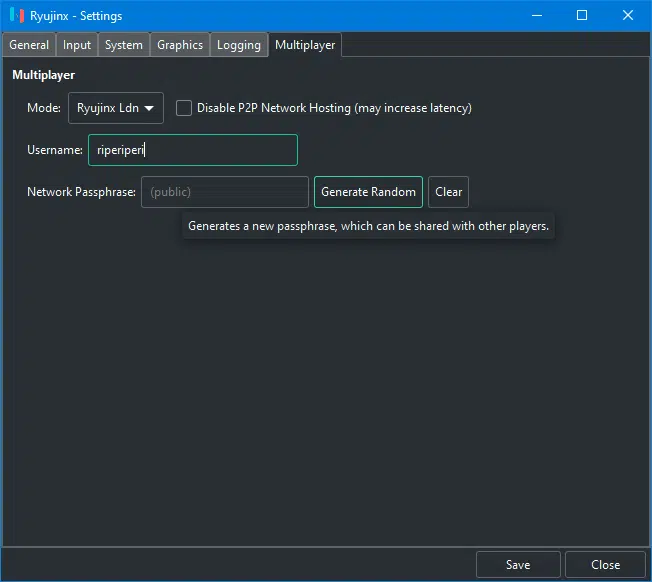 Ryujinx - Settings
General Input System Graphics Logging Multiplayer
Multiplayer
Mode: Ryujinx Ldn Disable P2P Network Hosting (may increase latency)
Username: riperiperi
Network Passphrase: (public) Generate Random Clear
Generates a new passphrase, which can be shared with other players.
Save Close